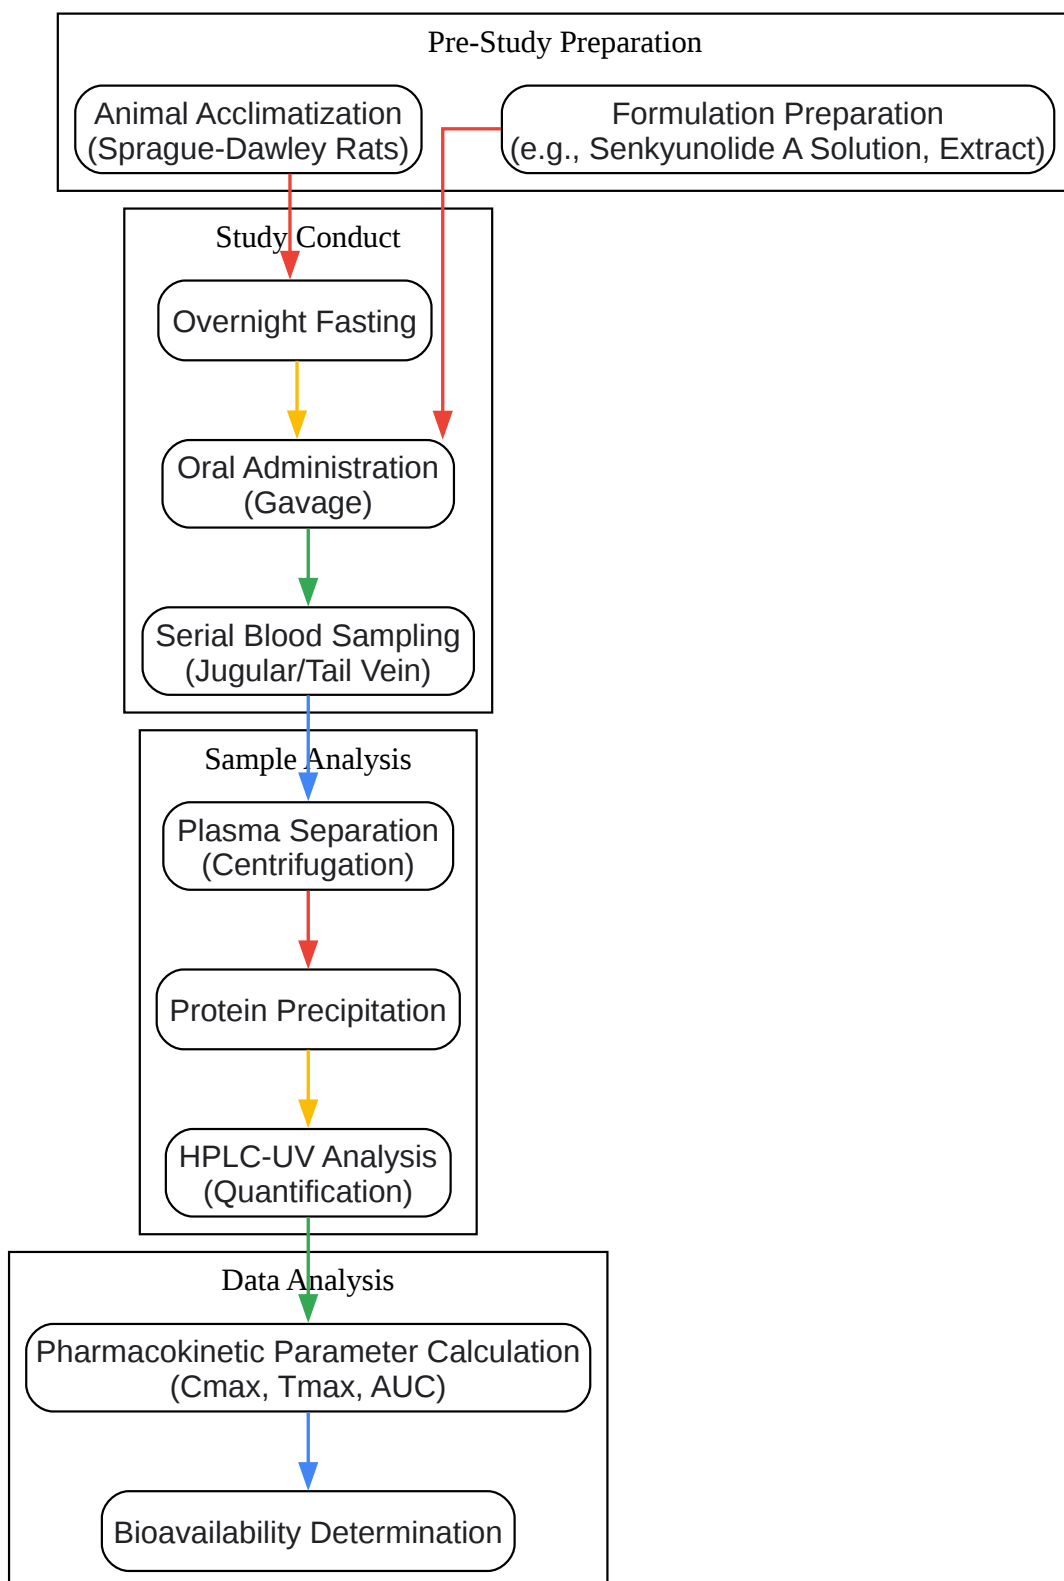 Pre-Study Preparation
Animal Acclimatization
(Sprague-Dawley Rats)
Formulation Preparation
(e.g., Senkyunolide A Solution, Extract)
Study Conduct
Overnight Fasting
Oral Administration
(Gavage)
Serial Blood Sampling
(Jugular/Tail Vein)
Sample Analysis
Plasma Separation
(Centrifugation)
Protein Precipitation
HPLC-UV Analysis
(Quantification)
Data Analysis
Pharmacokinetic Parameter Calculation
(Cmax, Tmax, AUC)
Bioavailability Determination